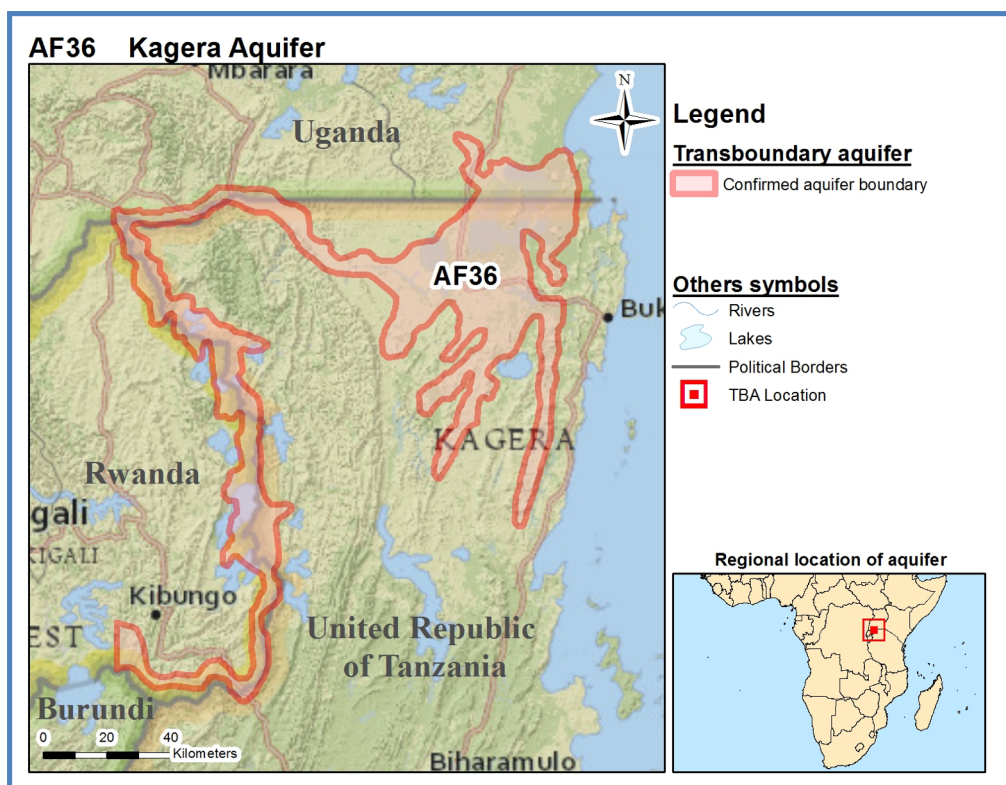 AF36 Kagera Aquifer
Mbarara
N
Uganda
AF36
Buk
KAGERA
Rwanda
gali
KIGALI
Kibungo
EST
United Republic
of Tanzania
Burundi
0 20 40
Kilometers
Biharamulo
Legend
Transboundary aquifer
Confirmed aquifer boundary
Others symbols
Rivers
Lakes
Political Borders
TBA Location
Regional location of aquifer